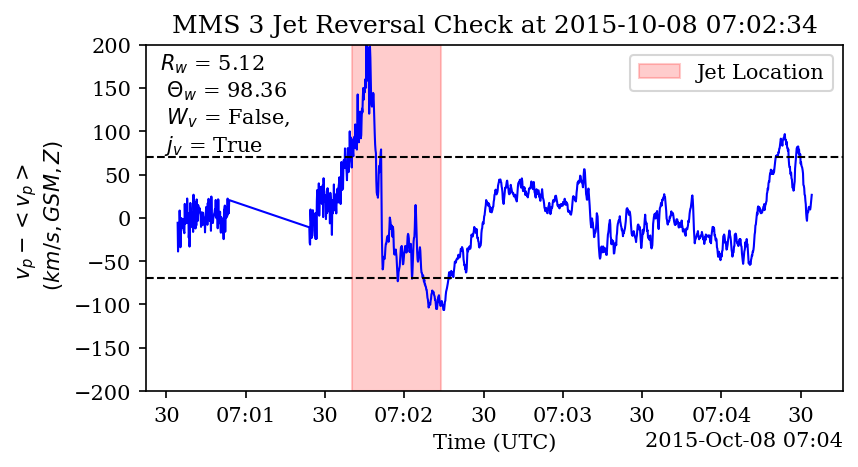 MMS 3 Jet Reversal Check at 2015-10-08 07:02:34
R_w = 5.12
Θ_w = 98.36
W_v = False,
j_v = True
Jet Location
v_p − < v_p >
(km/s, GSM, Z)
200
150
100
50
0
−50
−100
−150
−200
30 07:01 30 07:02 30 07:03 30 07:04 30
Time (UTC)
2015-Oct-08 07:04